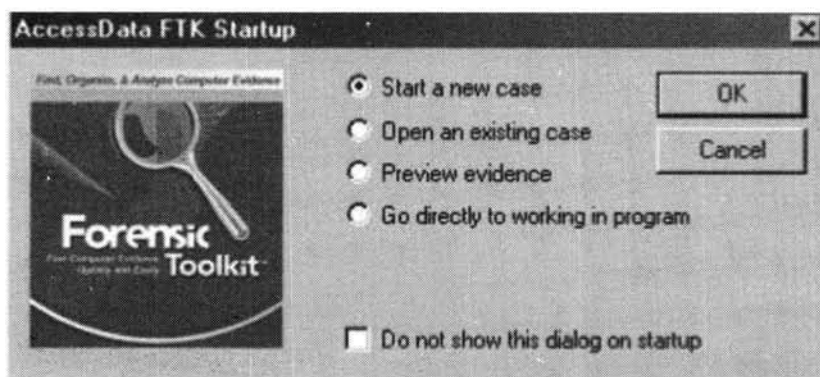 AccessData FTK Startup
Find, Organize, & Analyze Computer Evidence
Start a new case
OK
Open an existing case
Cancel
Preview evidence
Go directly to working in program
Forensic
Toolkit
Do not show this dialog on startup